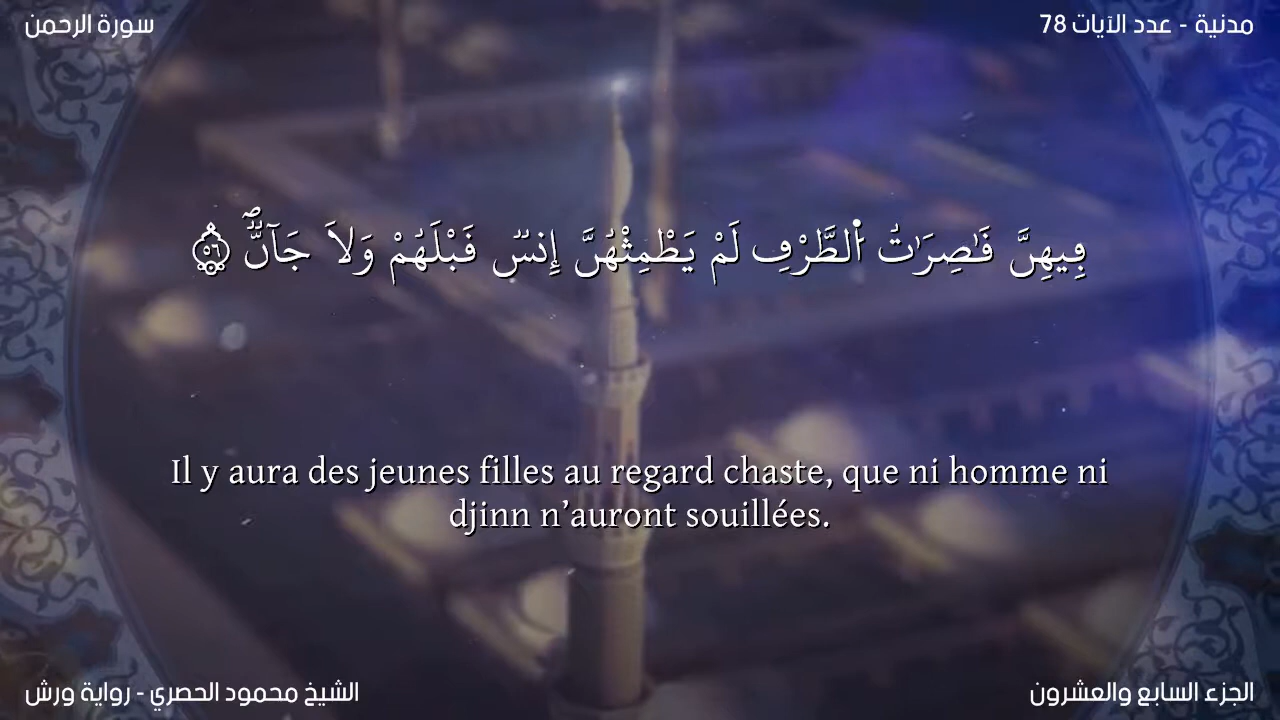 مدنية - عدد الآيات 78
سورة الرحمن
فِيهِنَّ قَٰصِرَٰتُ اُ۬لطَّرْفِ لَمْ يَطْمِثْهُنَّ إِنسٞ قَبْلَهُمْ وَلَا جَآنّٞۖ ٥٦
Il y aura des jeunes filles au regard chaste, que ni homme ni
djinn n’auront souillées.
الجزء السابع والعشرون
الشيخ محمود الحصري - رواية ورش